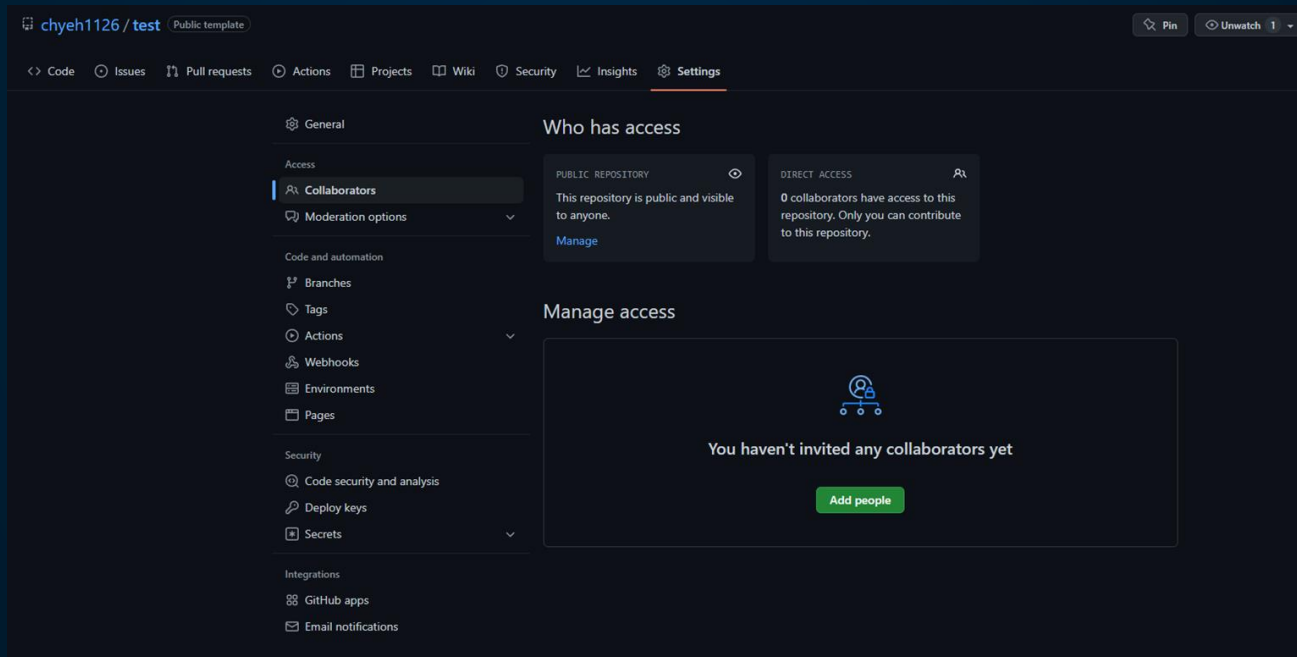 chyeh1126 / test Public template
Pin
Unwatch 1
Code Issues Pull requests Actions Projects Wiki Security Insights Settings
General
Access
Collaborators
Moderation options
Code and automation
Branches
Tags
Actions
Webhooks
Environments
Pages
Security
Code security and analysis
Deploy keys
Secrets
Integrations
GitHub apps
Email notifications
Who has access
PUBLIC REPOSITORY
This repository is public and visible
to anyone.
Manage
DIRECT ACCESS
0 collaborators have access to this
repository. Only you can contribute
to this repository.
Manage access
You haven't invited any collaborators yet
Add people